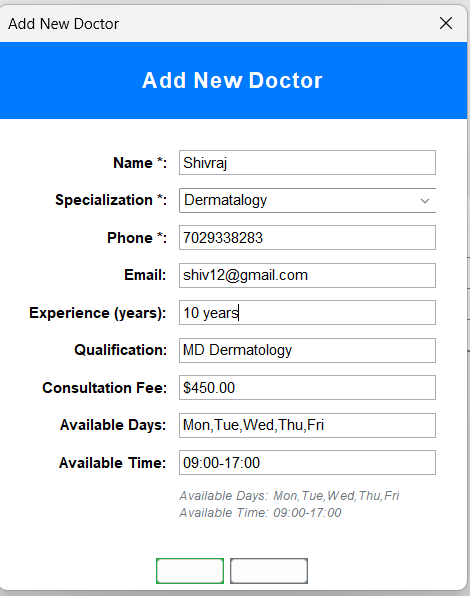 Add New Doctor
Add New Doctor
Name *: Shivraj
Specialization *: Dermatalogy
Phone *: 7029338283
Email: shiv12@gmail.com
Experience (years): 10 years
Qualification: MD Dermatology
Consultation Fee: $450.00
Available Days: Mon,Tue,Wed,Thu,Fri
Available Time: 09:00-17:00
Available Days: Mon,Tue,Wed,Thu,Fri
Available Time: 09:00-17:00